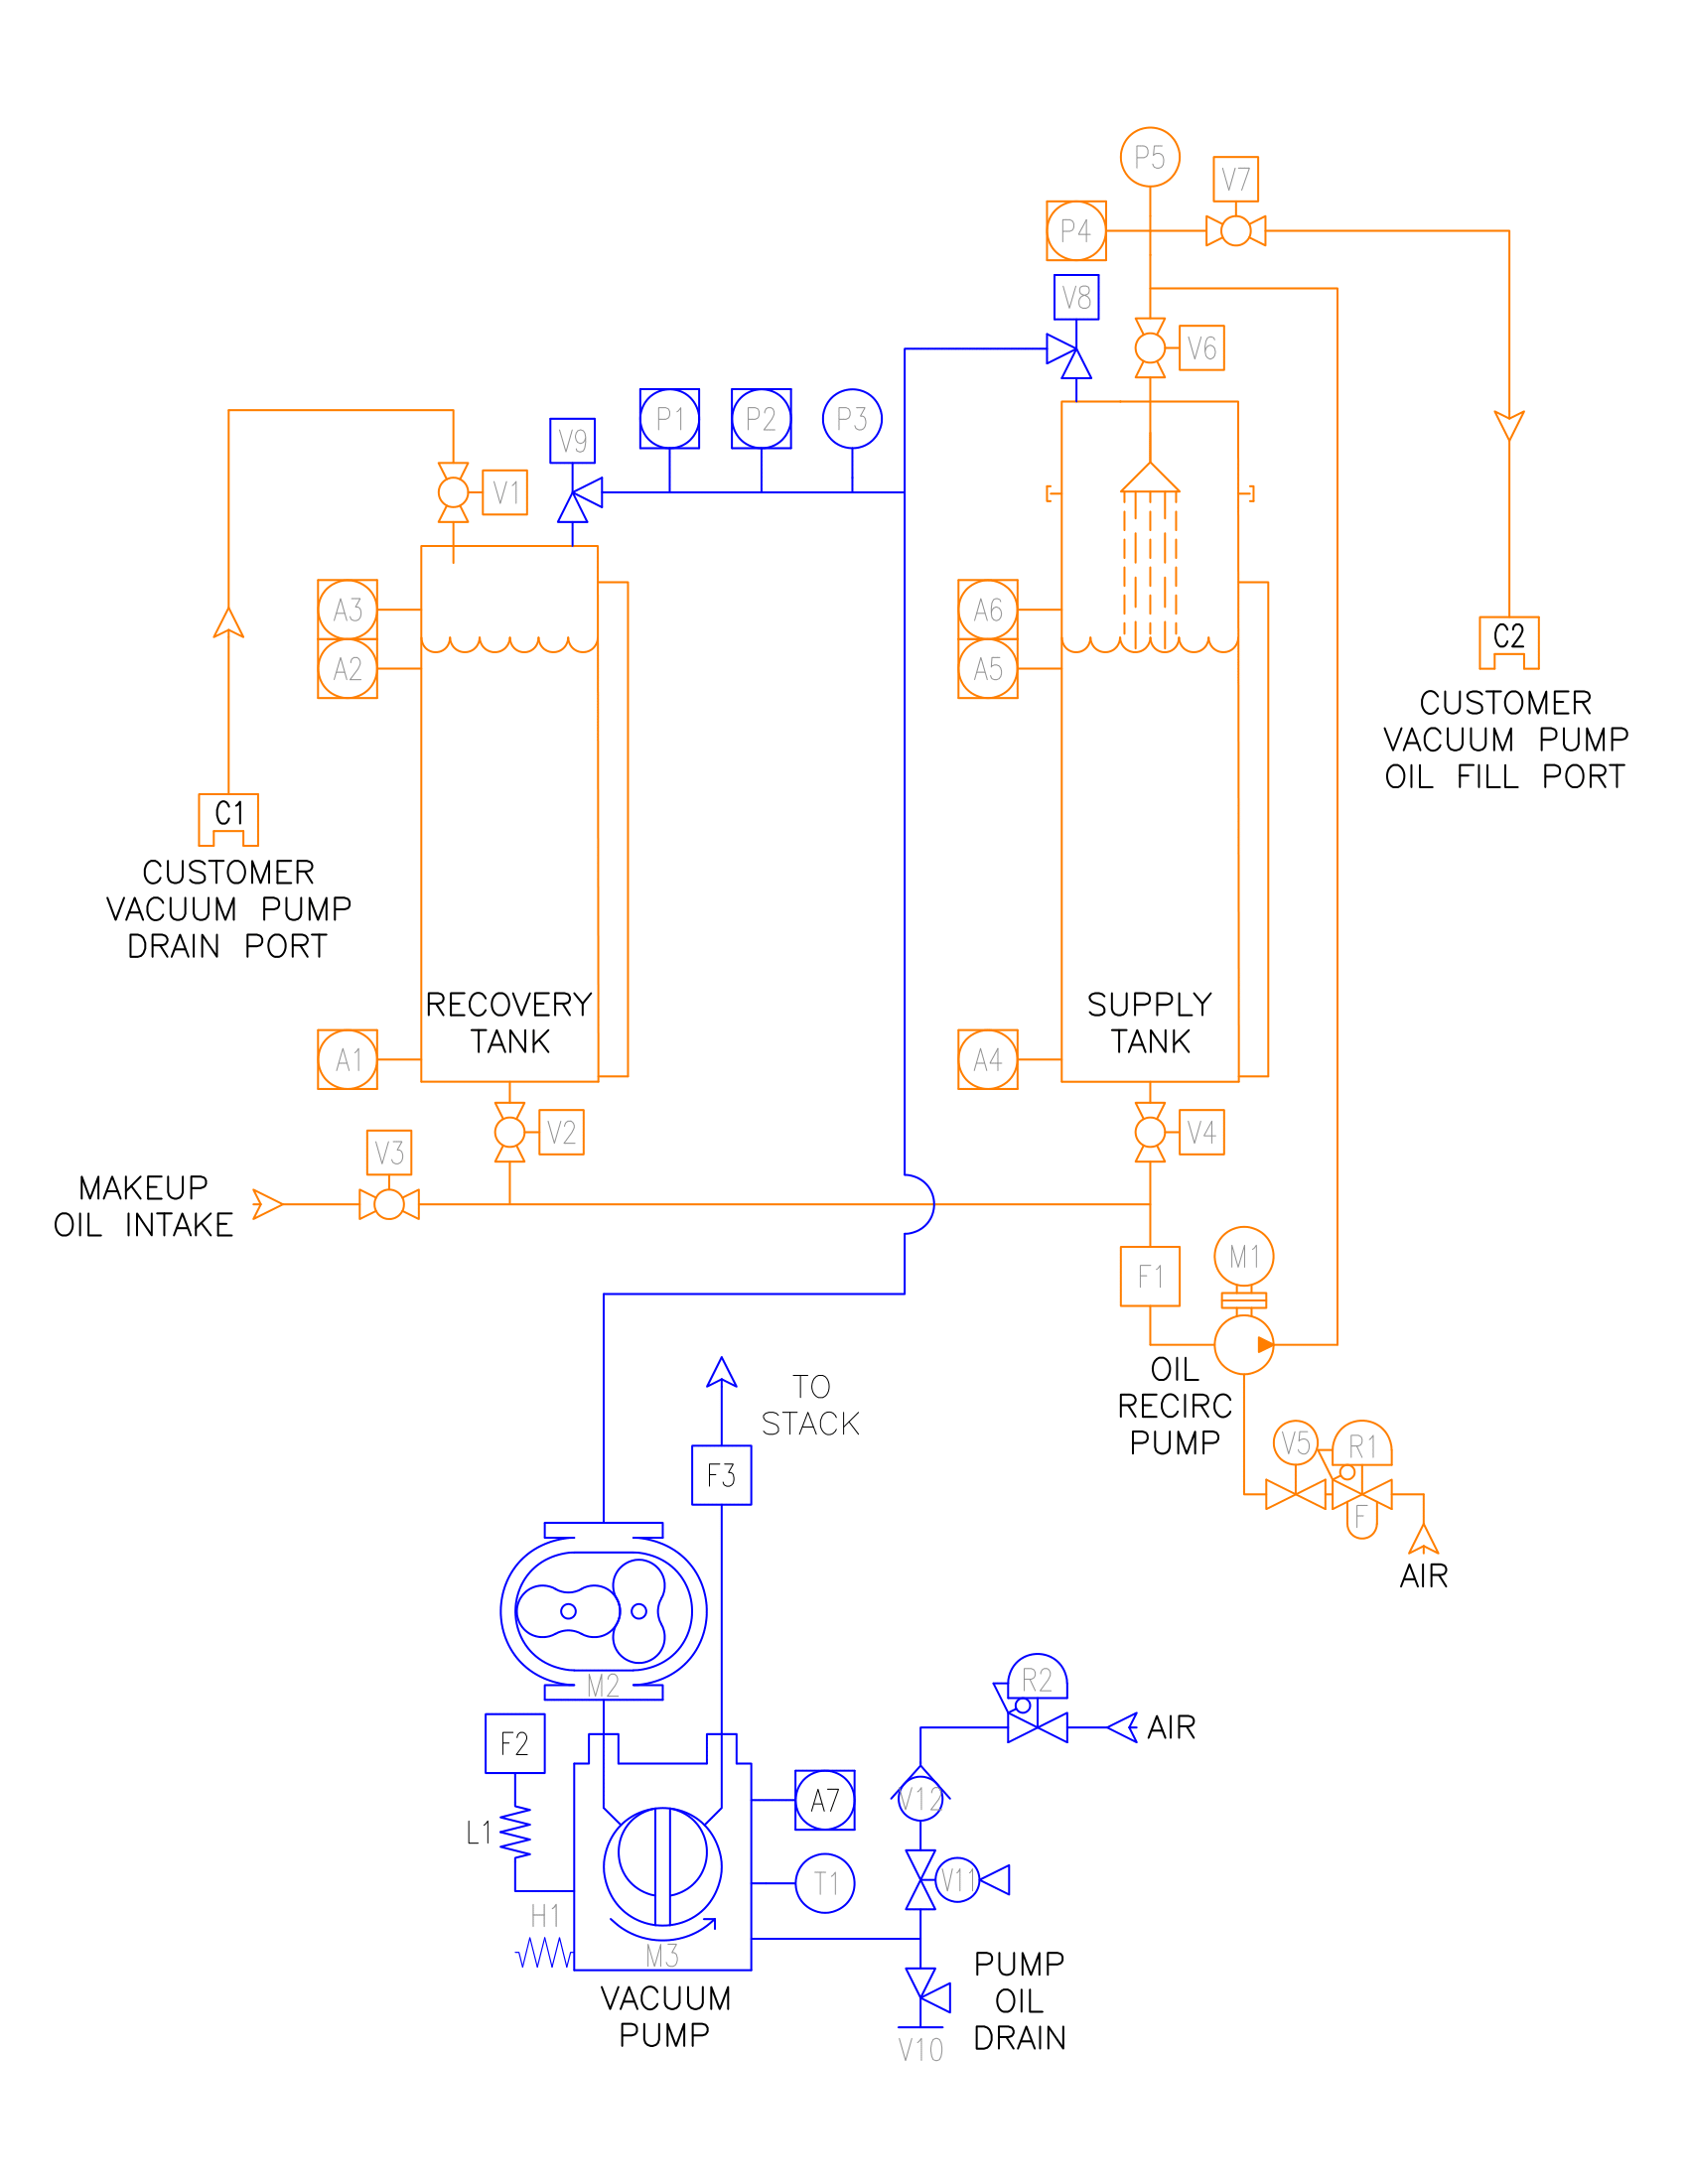 P5
V7
P4
V8
V6
P1
P2
P3
V9
V1
A3
A2
A6
A5
C2
CUSTOMER
VACUUM PUMP
OIL FILL PORT
C1
CUSTOMER
VACUUM PUMP
DRAIN PORT
RECOVERY
TANK
SUPPLY
TANK
A1
A4
V2
V4
V3
MAKEUP
OIL INTAKE
F1
M1
OIL
RECIRC
PUMP
TO
STACK
F3
V5
R1
F
AIR
M2
R2
AIR
F2
A7
V12
L1
T1
V11
H1
M3
VACUUM
PUMP
PUMP
OIL
DRAIN
V10